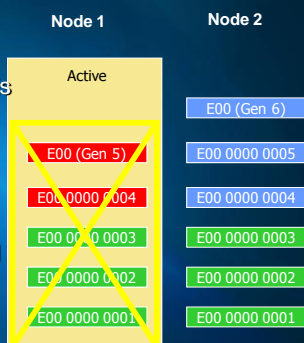 Node 1
Node 2
s
Active
E00 (Gen 6)
E00 (Gen 5)
E00 0000 0005
E00 0000 0004
E00 0000 0004
E00 0000 0003
E00 0000 0003
E00 0000 0002
E00 0000 0002
E00 0000 0001
E00 0000 0001